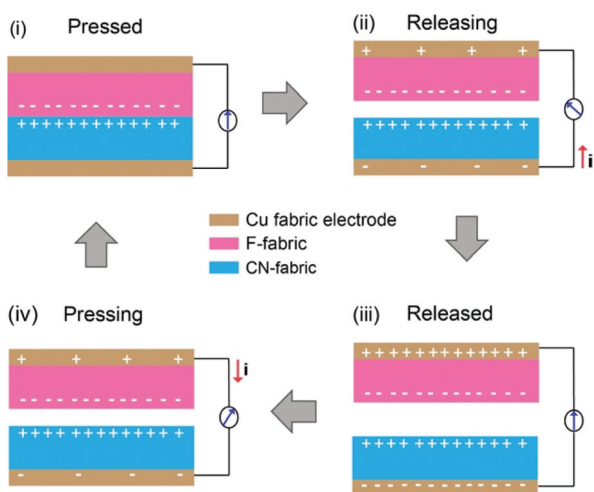 (i) Pressed
- - - - - - - - - - - -
+++++++++++++ ++
(ii) Releasing
+ + + +
- - - - - - - - - - - -
++++ ++++++++ ++
- - - -
i
Cu fabric electrode
F-fabric
CN-fabric
(iv) Pressing
+ + + +
- - - - - - - - - - - -
++++ ++++++++ ++
- - - -
i
(iii) Released
++++++++++++++
- - - - - - - - - - - -
++++ ++++++++ ++
- - - - - - - - - - - - - -